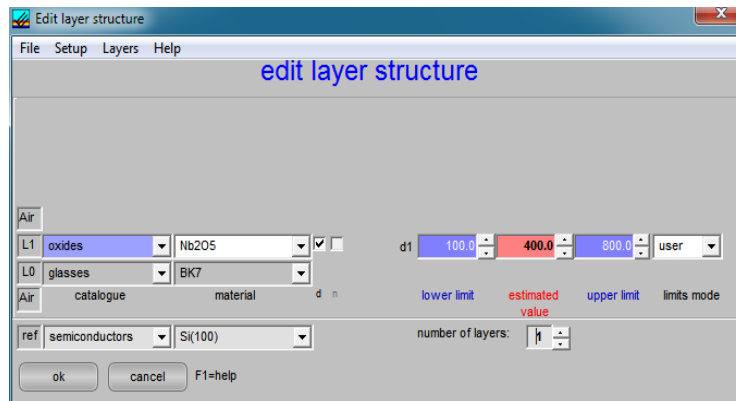 Edit layer structure x
File Setup Layers Help
edit layer structure
Air
L1 oxides Nb2O5 d1 100.0 400.0 800.0 user
L0 glasses BK7
Air catalogue material d n lower limit estimated value upper limit limits mode
ref semiconductors Si(100) number of layers: 1
ok cancel F1=help